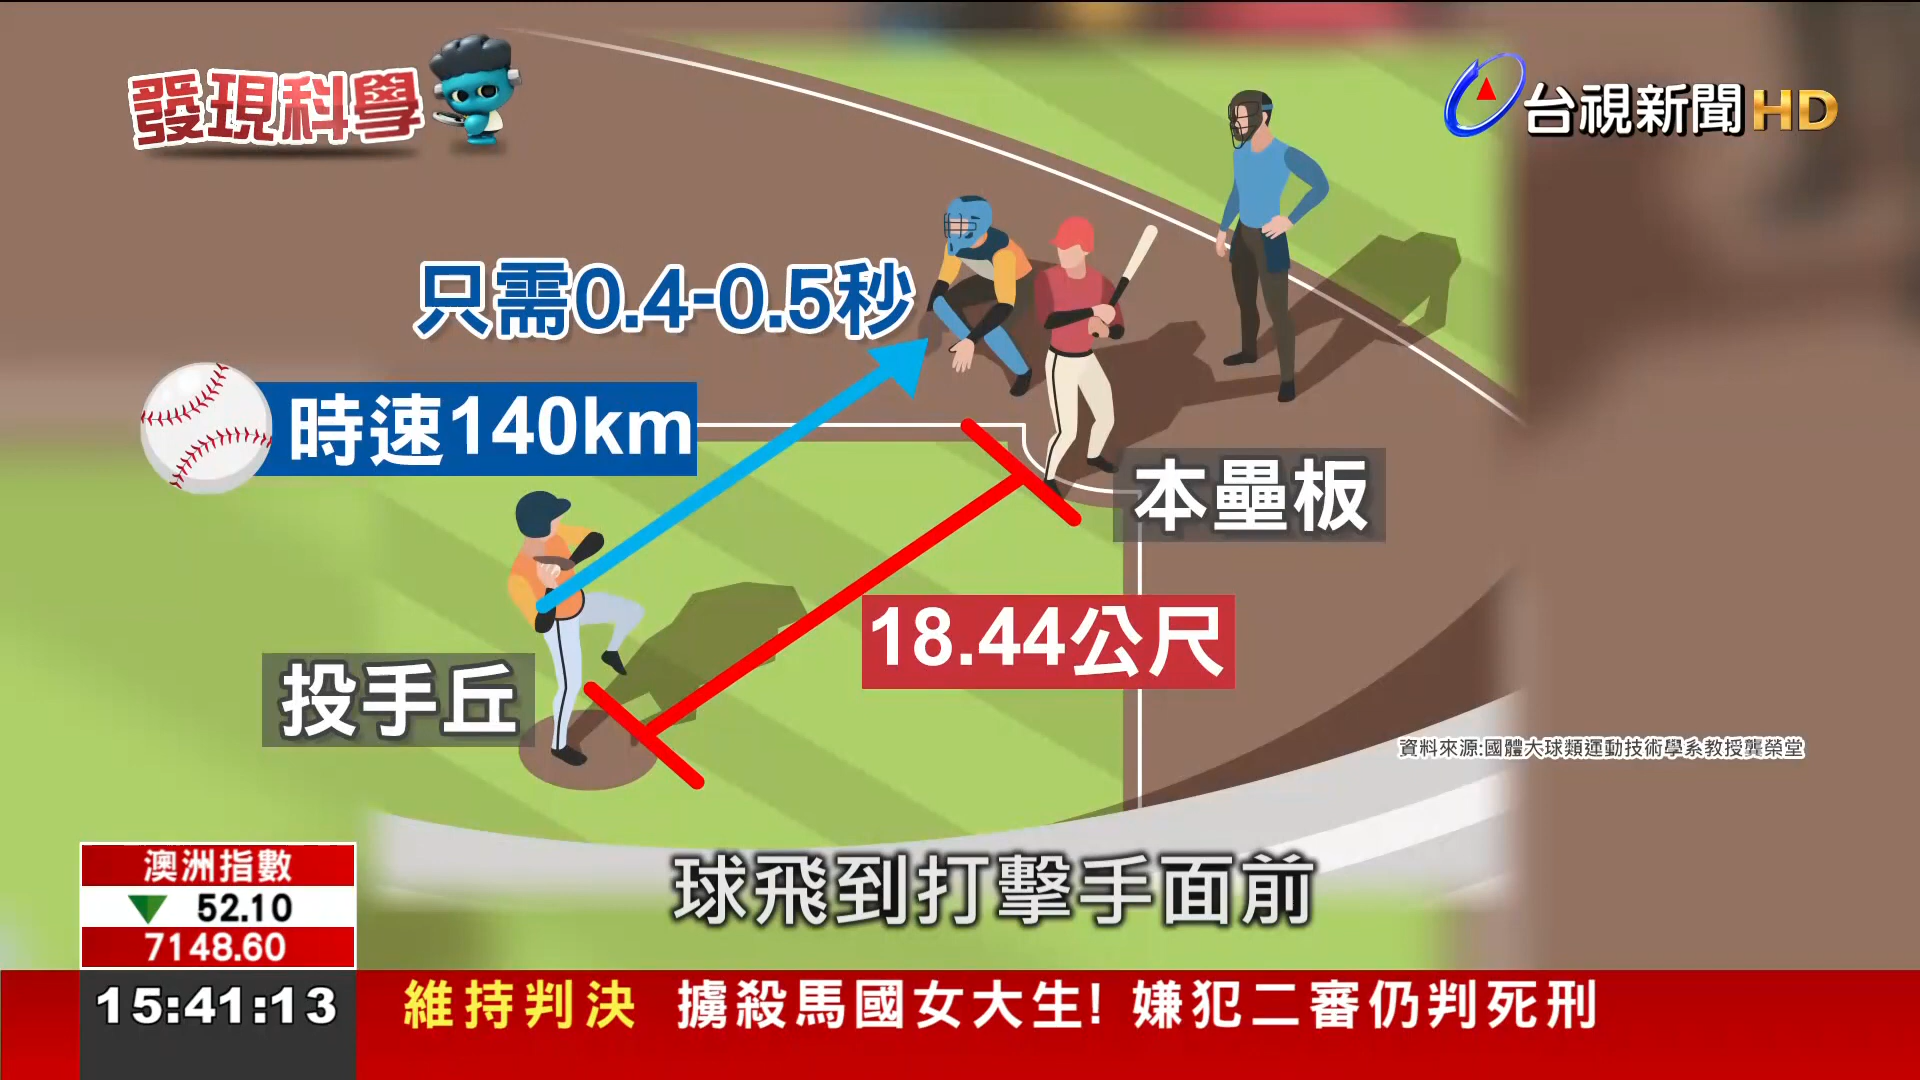 發現科學
台視新聞HD
只需0.4-0.5秒
時速140km
本壘板
18.44公尺
投手丘
資料來源:國體大球類運動技術學系教授龔榮堂
球飛到打擊手面前
澳洲指數
▼ 52.10
7148.60
15:41:13
維持判決 擄殺馬國女大生! 嫌犯二審仍判死刑